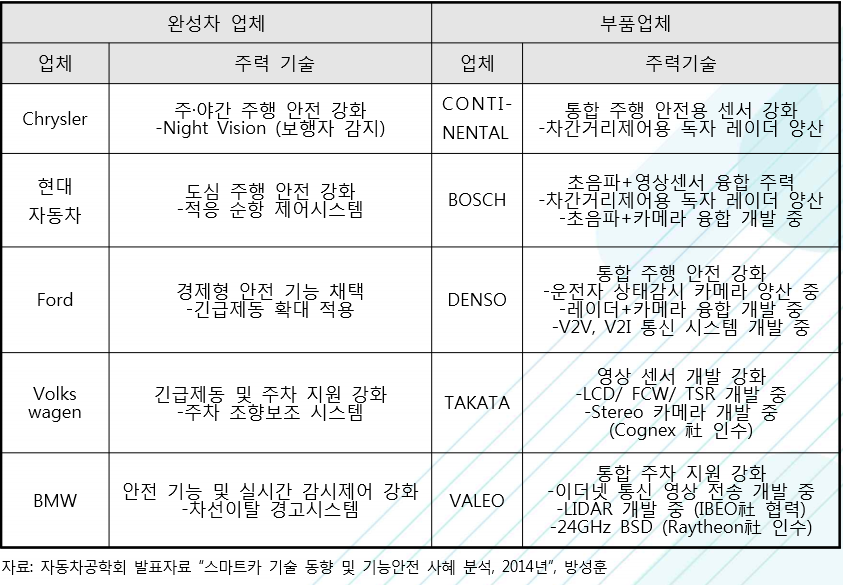 완성차 업체
부품업체
업체
주력 기술
업체
주력기술
Chrysler
주·야간 주행 안전 강화
-Night Vision (보행자 감지)
CONTI-
NENTAL
통합 주행 안전용 센서 강화
-차간거리제어용 독자 레이더 양산
현대
자동차
도심 주행 안전 강화
-적응 순항 제어시스템
BOSCH
초음파+영상센서 융합 주력
-차간거리제어용 독자 레이더 양산
-초음파+카메라 융합 개발 중
Ford
경제형 안전 기능 채택
-긴급제동 확대 적용
DENSO
통합 주행 안전 강화
-운전자 상태감시 카메라 양산 중
-레이더+카메라 융합 개발 중
-V2V, V2I 통신 시스템 개발 중
Volks
wagen
긴급제동 및 주차 지원 강화
-주차 조향보조 시스템
TAKATA
영상 센서 개발 강화
-LCD/ FCW/ TSR 개발 중
-Stereo 카메라 개발 중
(Cognex 社 인수)
BMW
안전 기능 및 실시간 감시제어 강화
-차선이탈 경고시스템
VALEO
통합 주차 지원 강화
-이더넷 통신 영상 전송 개발 중
-LIDAR 개발 중 (IBEO社 협력)
-24GHz BSD (Raytheon社 인수)
자료: 자동차공학회 발표자료 "스마트카 기술 동향 및 기능안전 사례 분석, 2014년", 방성훈